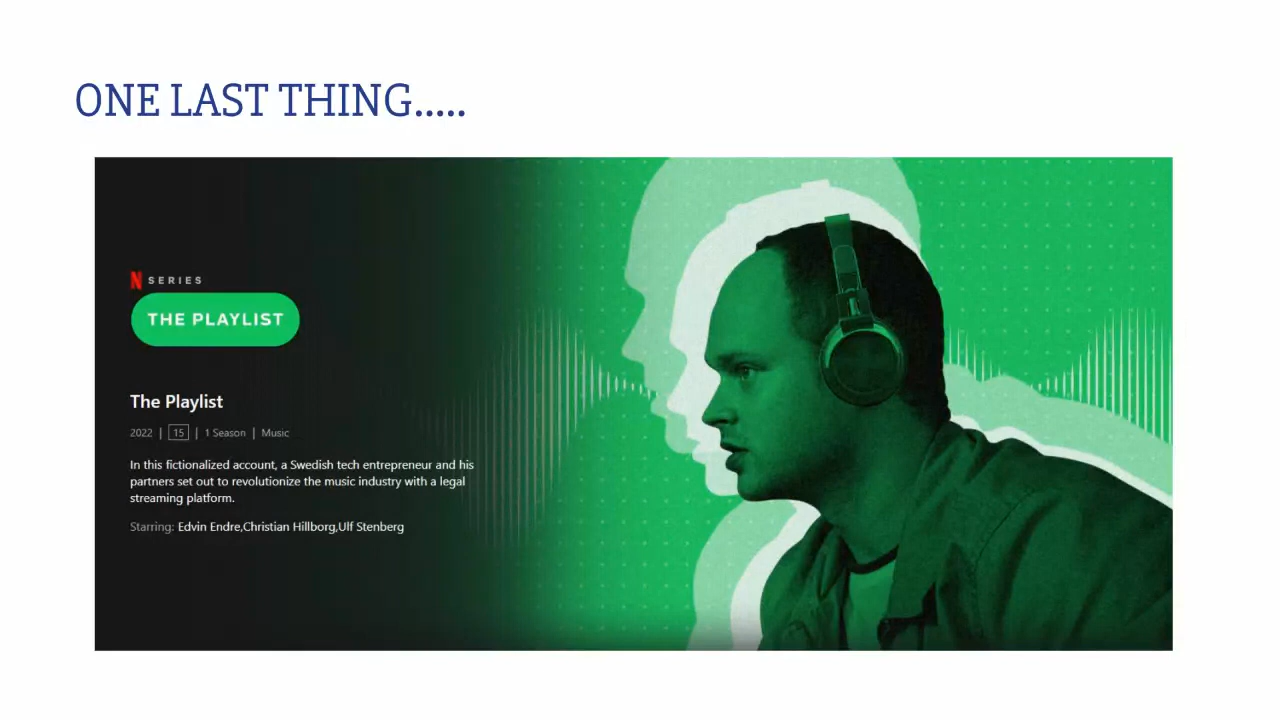 ONE LAST THING.....
N SERIES
THE PLAYLIST
The Playlist
2022 | 15 | 1 Season | Music
In this fictionalized account, a Swedish tech entrepreneur and his
partners set out to revolutionize the music industry with a legal
streaming platform.
Starring: Edvin Endre,Christian Hillborg,Ulf Stenberg